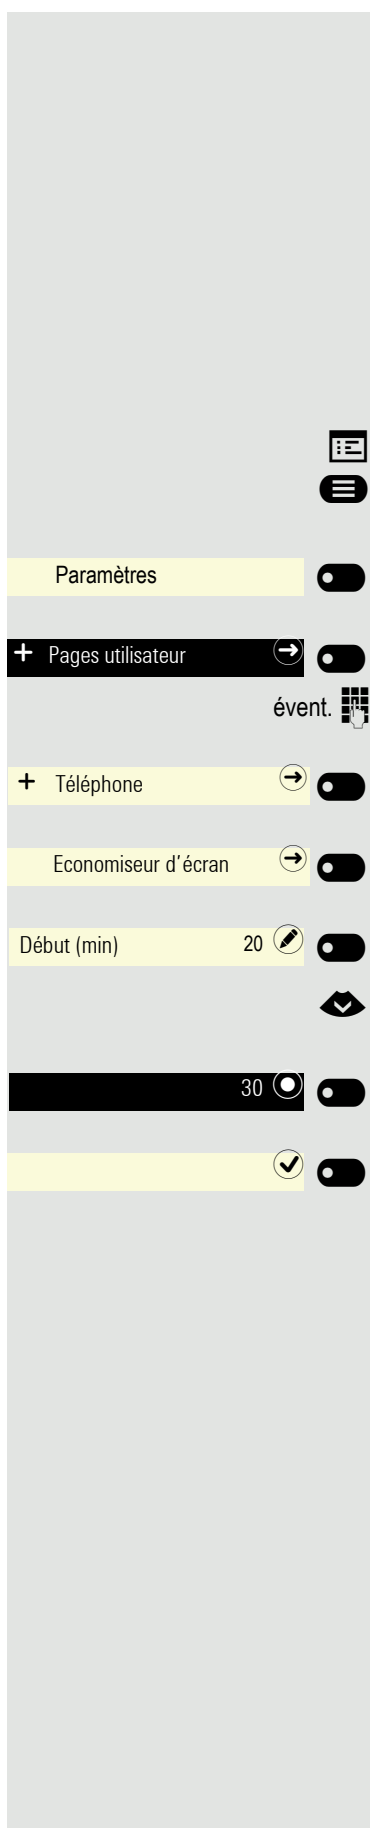 Paramètres
+ Pages utilisateur
évent.
+ Téléphone
Economiseur d'écran
Début (min) 20
30